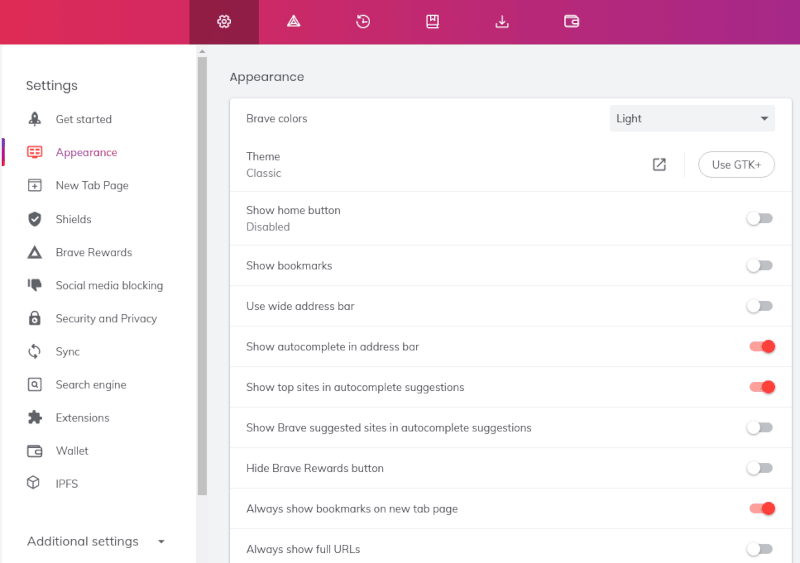 Settings
Get started
Appearance
New Tab Page
Shields
Brave Rewards
Social media blocking
Security and Privacy
Sync
Search engine
Extensions
Wallet
IPFS
Additional settings
Appearance
Brave colors
Light
Theme
Classic
Use GTK+
Show home button
Disabled
Show bookmarks
Use wide address bar
Show autocomplete in address bar
Show top sites in autocomplete suggestions
Show Brave suggested sites in autocomplete suggestions
Hide Brave Rewards button
Always show bookmarks on new tab page
Always show full URLs